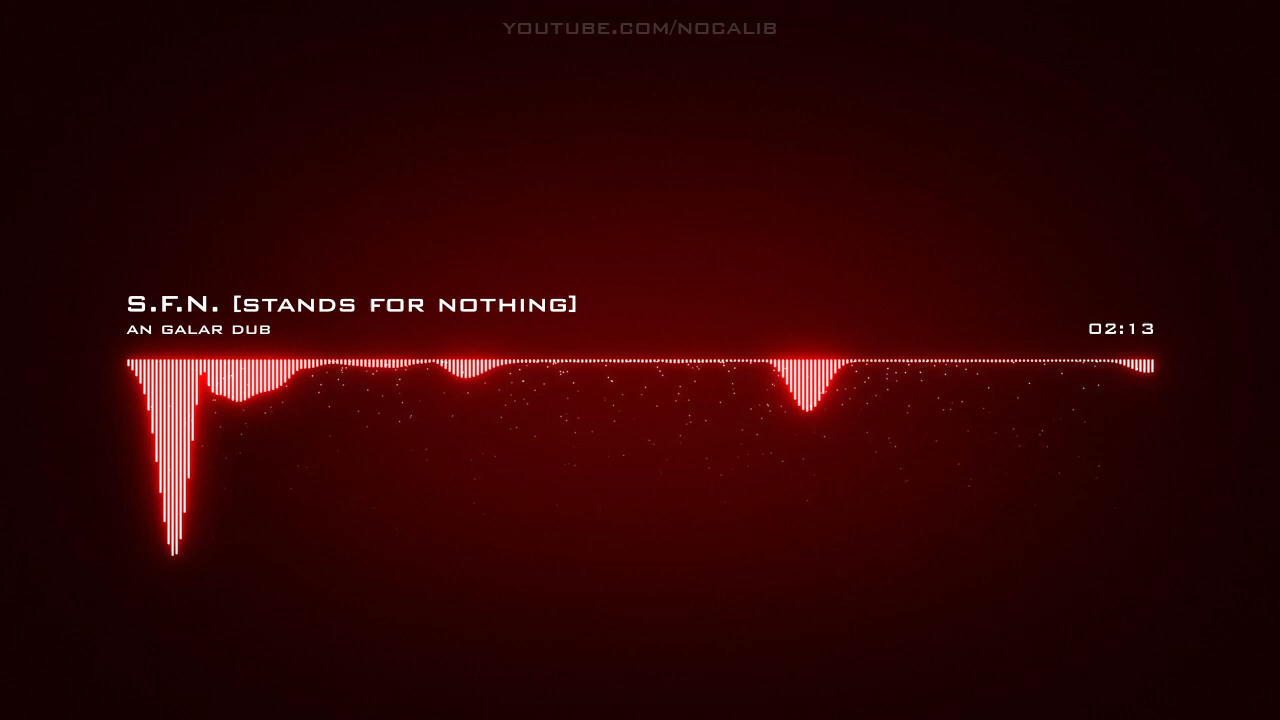 YOUTUBE.COM/NOCALIB
S.F.N. [STANDS FOR NOTHING]
AN GALAR DUB
02:13